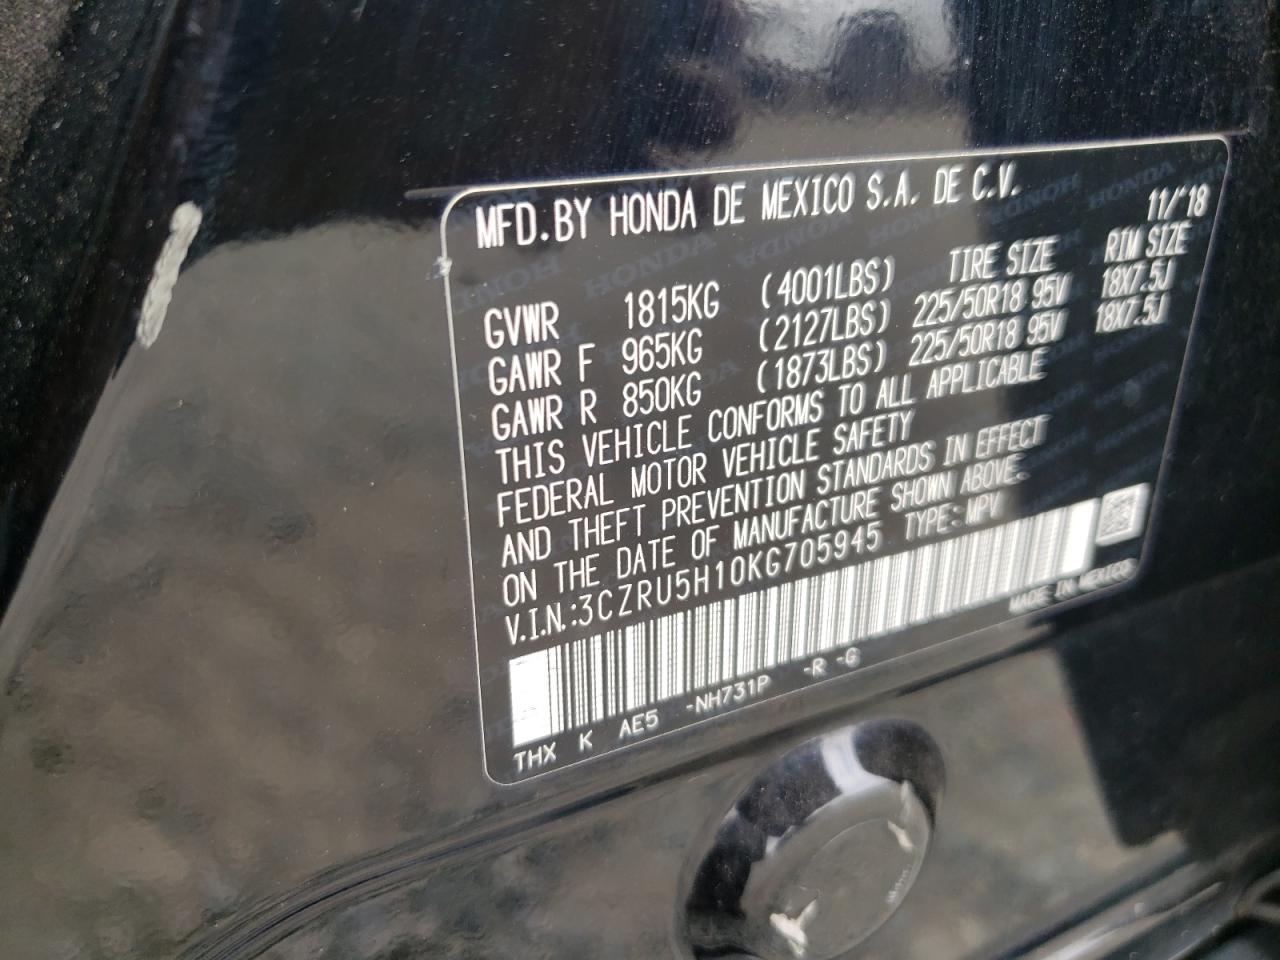 MFD.BY HONDA DE MEXICO S.A. DE C.V. 11/'18
TIRE SIZE RIM SIZE
GVWR 1815KG (4001LBS)
GAWR F 965KG (2127LBS) 225/50R18 95V 18X7.5J
GAWR R 850KG (1873LBS) 225/50R18 95V 18X7.5J
THIS VEHICLE CONFORMS TO ALL APPLICABLE
FEDERAL MOTOR VEHICLE SAFETY
AND THEFT PREVENTION STANDARDS IN EFFECT
ON THE DATE OF MANUFACTURE SHOWN ABOVE.
V.I.N.:3CZRU5H10KG705945 TYPE: MPV
MADE IN MEXICO
THX K AE5 -NH731P -R -G